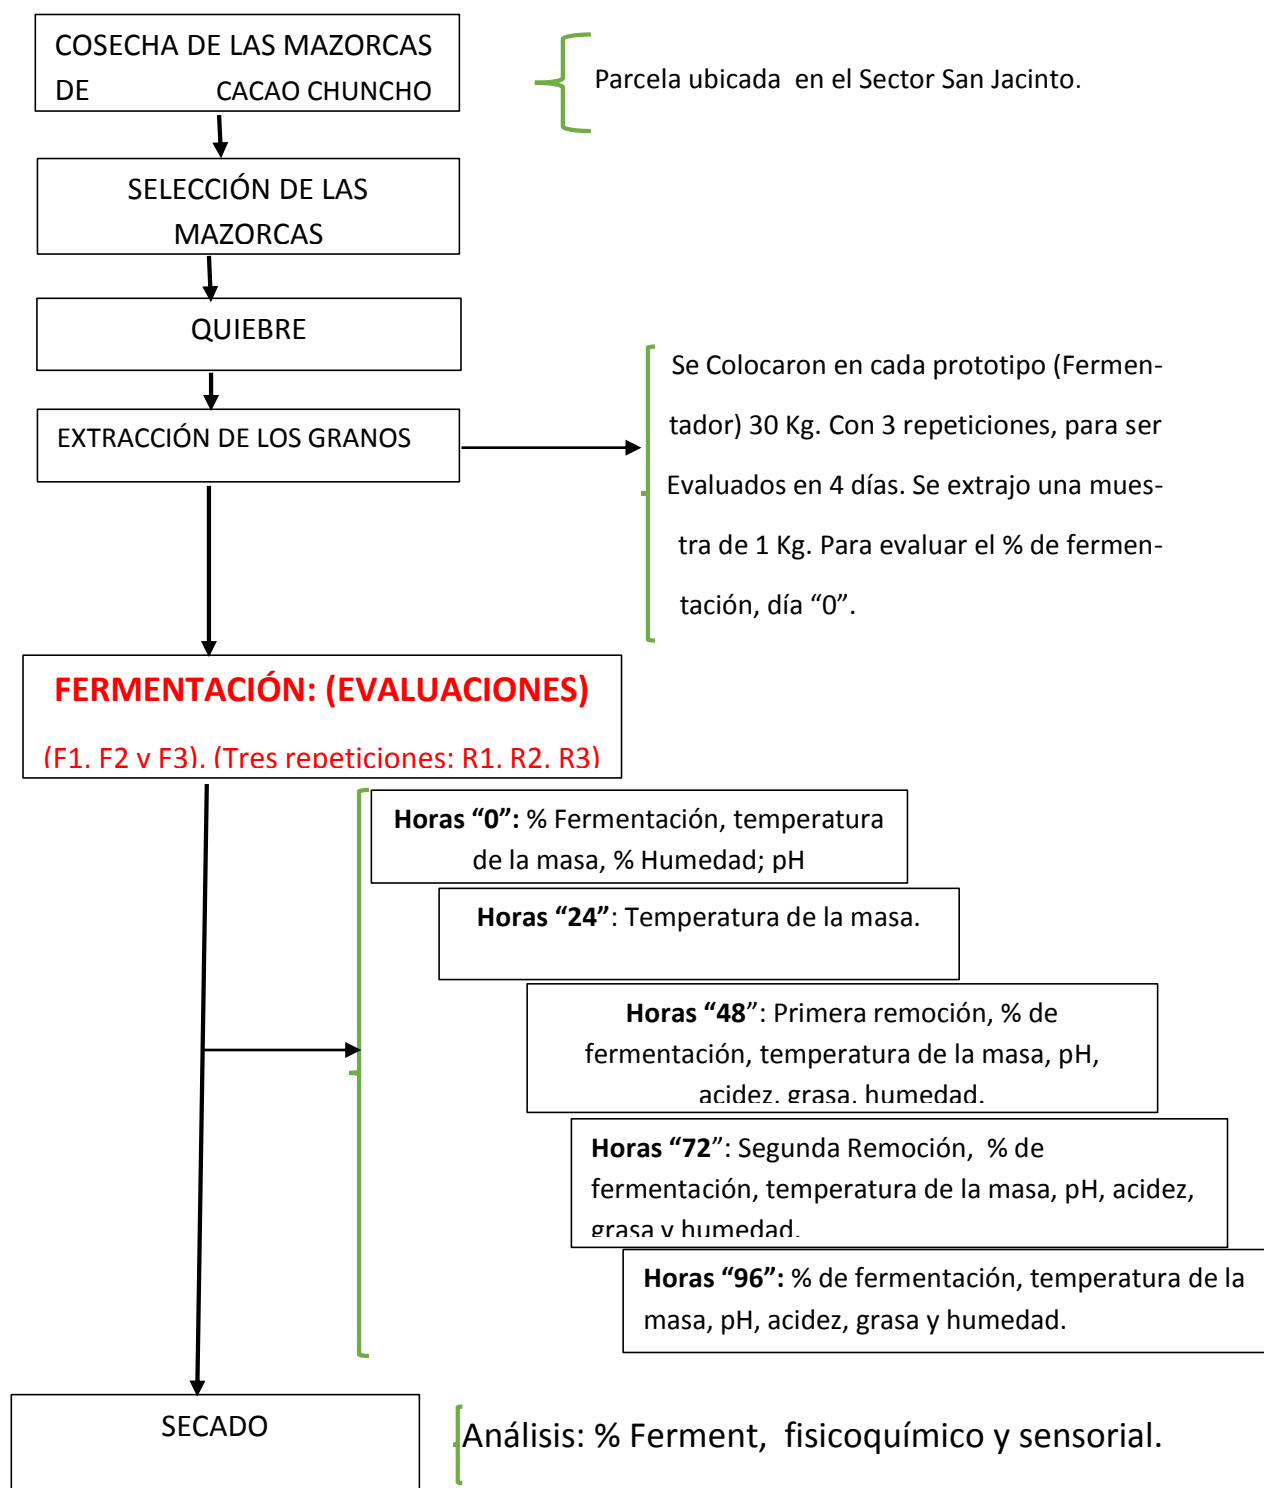 COSECHA DE LAS MAZORCAS
DE CACAO CHUNCHO
Parcela ubicada en el Sector San Jacinto.
SELECCIÓN DE LAS
MAZORCAS
QUIEBRE
EXTRACCIÓN DE LOS GRANOS
Se Colocaron en cada prototipo (Fermen-
tador) 30 Kg. Con 3 repeticiones, para ser
Evaluados en 4 días. Se extrajo una mues-
tra de 1 Kg. Para evaluar el % de fermen-
tación, día “0”.
FERMENTACIÓN: (EVALUACIONES)
(F1, F2 y F3). (Tres repeticiones: R1, R2, R3)
Horas “0”: % Fermentación, temperatura
de la masa, % Humedad; pH
Horas “24”: Temperatura de la masa.
Horas “48”: Primera remoción, % de
fermentación, temperatura de la masa, pH,
acidez, grasa, humedad.
Horas “72”: Segunda Remoción, % de
fermentación, temperatura de la masa, pH, acidez,
grasa y humedad.
Horas “96”: % de fermentación, temperatura de la
masa, pH, acidez, grasa y humedad.
SECADO
Análisis: % Ferment, fisicoquímico y sensorial.